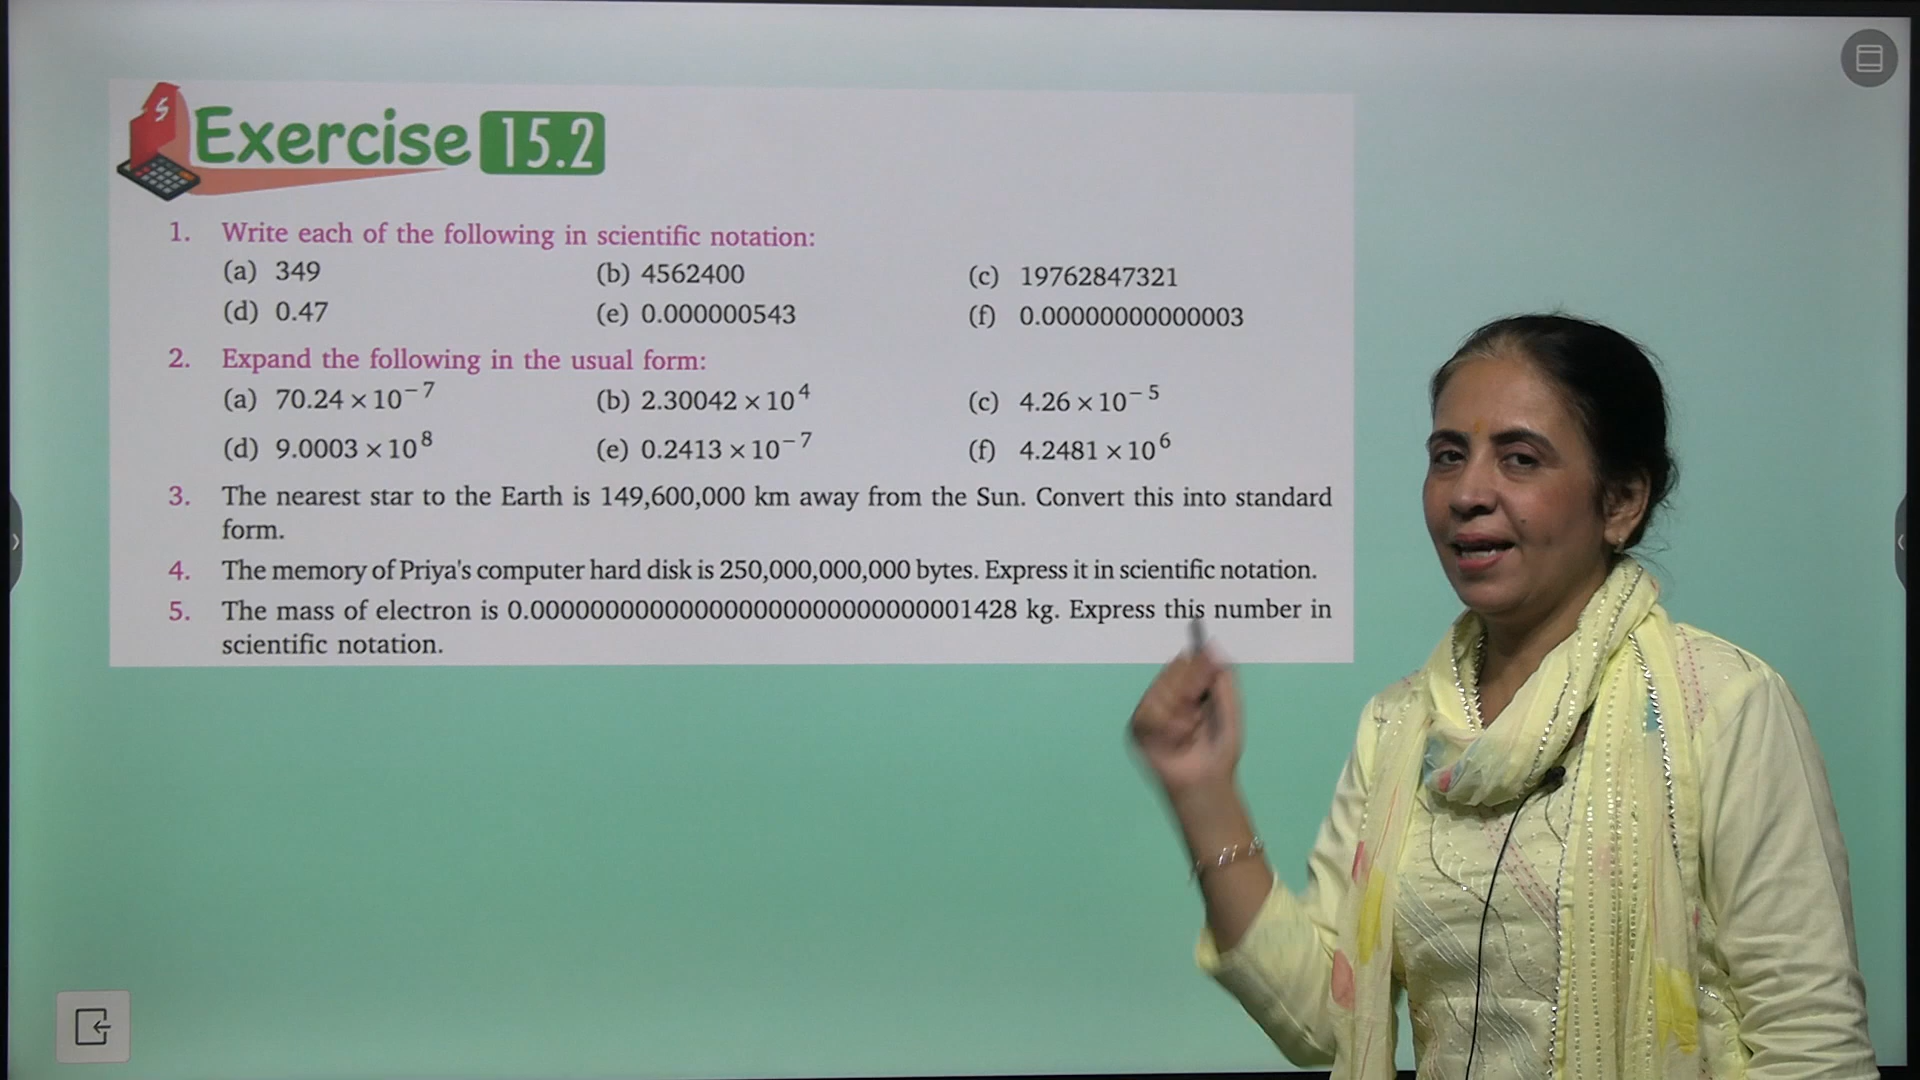 Exercise 15.2
1. Write each of the following in scientific notation:
(a) 349 (b) 4562400 (c) 19762847321
(d) 0.47 (e) 0.000000543 (f) 0.00000000000003
2. Expand the following in the usual form:
(a) 70.24 × 10⁻⁷ (b) 2.30042 × 10⁴ (c) 4.26 × 10⁻⁵
(d) 9.0003 × 10⁸ (e) 0.2413 × 10⁻⁷ (f) 4.2481 × 10⁶
3. The nearest star to the Earth is 149,600,000 km away from the Sun. Convert this into standard
form.
4. The memory of Priya's computer hard disk is 250,000,000,000 bytes. Express it in scientific notation.
5. The mass of electron is 0.0000000000000000000000000000001428 kg. Express this number in
scientific notation.